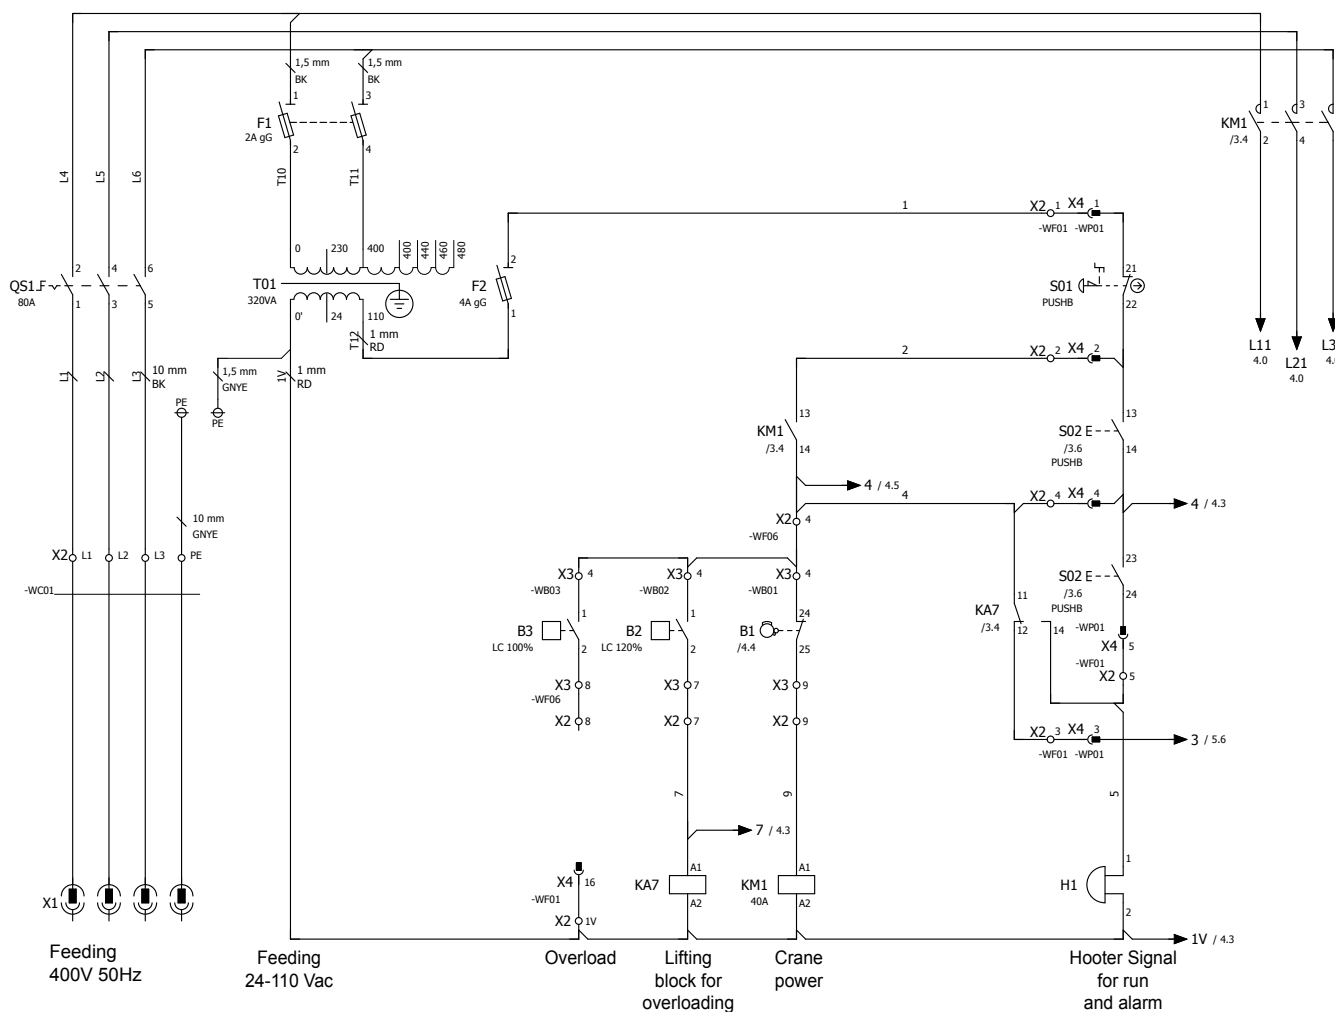 1,5 mm
BK
1,5 mm
BK
1
3
F1
2A gG
2
4
T10
T11
L4
L5
L6
KM1
/3.4
1
3
2
4
1
X2
1
X4
1
-WF01
-WP01
0
230
400
400
440
460
480
T01
320VA
0'
24
110
T12
1 mm
RD
2
F2
4A gG
1
2
4
6
QS1
80A
1
3
5
S01
PUSHB
21
22
L11
4.0
L21
4.0
L3
4.0
L1
L2
L3
10 mm
BK
PE
1,5 mm
GNYE
PE
1V
1 mm
RD
2
X2
2
X4
2
KM1
/3.4
13
14
S02
/3.6
PUSHB
13
14
4 / 4.5
4
X2
4
X4
4
4 / 4.3
10 mm
GNYE
X2
L1
L2
L3
PE
-WC01
X2
4
-WF06
X3
4
-WB03
X3
4
-WB02
X3
4
-WB01
S02
/3.6
PUSHB
23
24
B3
LC 100%
1
2
B2
LC 120%
1
2
B1
/4.4
24
25
KA7
/3.4
11
12
14
-WP01
X4
5
-WF01
X2
5
X3
8
-WF06
X2
8
X3
7
X2
7
X3
9
X2
9
X2
3
X4
3
-WF01
-WP01
3 / 5.6
7
9
5
7 / 4.3
X4
16
-WF01
X2
1V
KA7
A1
A2
KM1
40A
A1
A2
H1
1
2
1V / 4.3
X1
Feeding
400V 50Hz
Feeding
24-110 Vac
Overload
Lifting
block for
overloading
Crane
power
Hooter Signal
for run
and alarm